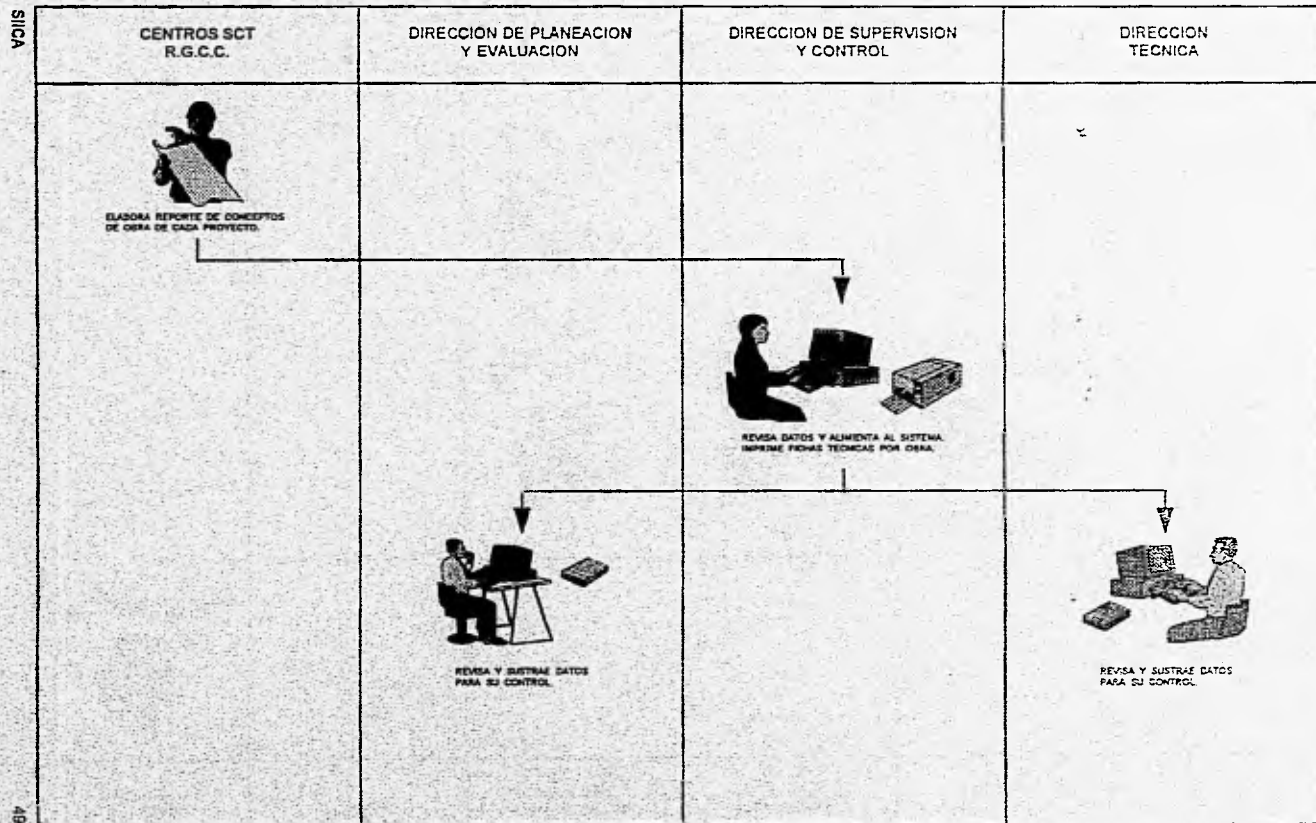 SIICA
CENTROS SCT
R.G.C.C.
DIRECCION DE PLANEACION
Y EVALUACION
DIRECCION DE SUPERVISION
Y CONTROL
DIRECCION
TECNICA
ELABORA REPORTE DE CONCEPTOS
DE OBRA DE CADA PROYECTO.
REVISA DATOS Y ALIMENTA AL SISTEMA.
IMPRIME FICHAS TECNICAS POR OBRA.
REVISA Y SUSTRAE DATOS
PARA SU CONTROL.
REVISA Y SUSTRAE DATOS
PARA SU CONTROL.
49